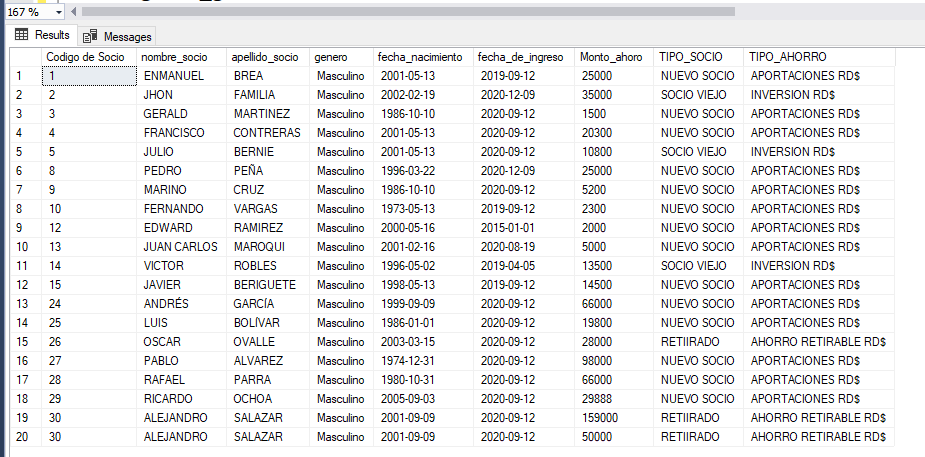 167 %
Results Messages
Codigo de Socio nombre_socio apellido_socio genero fecha_nacimiento fecha_de_ingreso Monto_ahoro TIPO_SOCIO TIPO_AHORRO
1 1 ENMANUEL BREA Masculino 2001-05-13 2019-09-12 25000 NUEVO SOCIO APORTACIONES RD$
2 2 JHON FAMILIA Masculino 2002-02-19 2020-12-09 35000 SOCIO VIEJO INVERSION RD$
3 3 GERALD MARTINEZ Masculino 1986-10-10 2020-09-12 1500 NUEVO SOCIO APORTACIONES RD$
4 4 FRANCISCO CONTRERAS Masculino 2001-05-13 2020-09-12 20300 NUEVO SOCIO APORTACIONES RD$
5 5 JULIO BERNIE Masculino 2001-05-13 2020-09-12 10800 SOCIO VIEJO INVERSION RD$
6 8 PEDRO PEÑA Masculino 1996-03-22 2020-12-09 25000 NUEVO SOCIO APORTACIONES RD$
7 9 MARINO CRUZ Masculino 1986-10-10 2020-09-12 5200 NUEVO SOCIO APORTACIONES RD$
8 10 FERNANDO VARGAS Masculino 1973-05-13 2019-09-12 2300 NUEVO SOCIO APORTACIONES RD$
9 12 EDWARD RAMIREZ Masculino 2000-05-16 2015-01-01 2000 NUEVO SOCIO APORTACIONES RD$
10 13 JUAN CARLOS MAROQUI Masculino 2001-02-16 2020-08-19 5000 NUEVO SOCIO APORTACIONES RD$
11 14 VICTOR ROBLES Masculino 1996-05-02 2019-04-05 13500 SOCIO VIEJO INVERSION RD$
12 15 JAVIER BERIGUETE Masculino 1998-05-13 2019-09-12 14500 NUEVO SOCIO APORTACIONES RD$
13 24 ANDRÉS GARCÍA Masculino 1999-09-09 2020-09-12 66000 NUEVO SOCIO APORTACIONES RD$
14 25 LUIS BOLÍVAR Masculino 1986-01-01 2020-09-12 19800 NUEVO SOCIO APORTACIONES RD$
15 26 OSCAR OVALLE Masculino 2003-03-15 2020-09-12 28000 RETIIRADO AHORRO RETIRABLE RD$
16 27 PABLO ALVAREZ Masculino 1974-12-31 2020-09-12 98000 NUEVO SOCIO APORTACIONES RD$
17 28 RAFAEL PARRA Masculino 1980-10-31 2020-09-12 66000 NUEVO SOCIO APORTACIONES RD$
18 29 RICARDO OCHOA Masculino 2005-09-03 2020-09-12 29888 NUEVO SOCIO APORTACIONES RD$
19 30 ALEJANDRO SALAZAR Masculino 2001-09-09 2020-09-12 159000 RETIIRADO AHORRO RETIRABLE RD$
20 30 ALEJANDRO SALAZAR Masculino 2001-09-09 2020-09-12 50000 RETIIRADO AHORRO RETIRABLE RD$